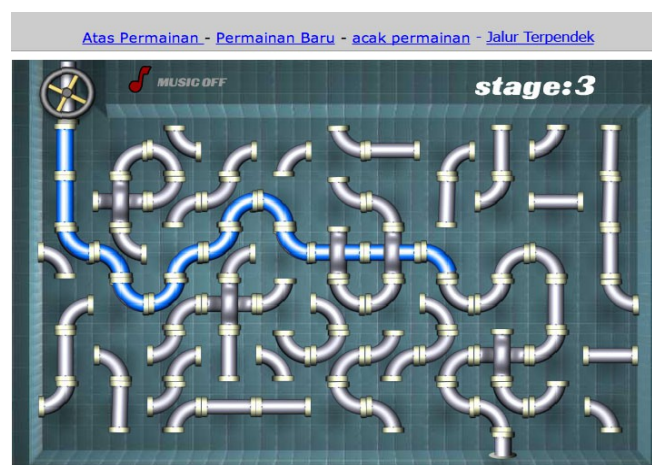 Atas Permainan - Permainan Baru - acak permainan - Jalur Terpendek
MUSIC OFF
stage:3